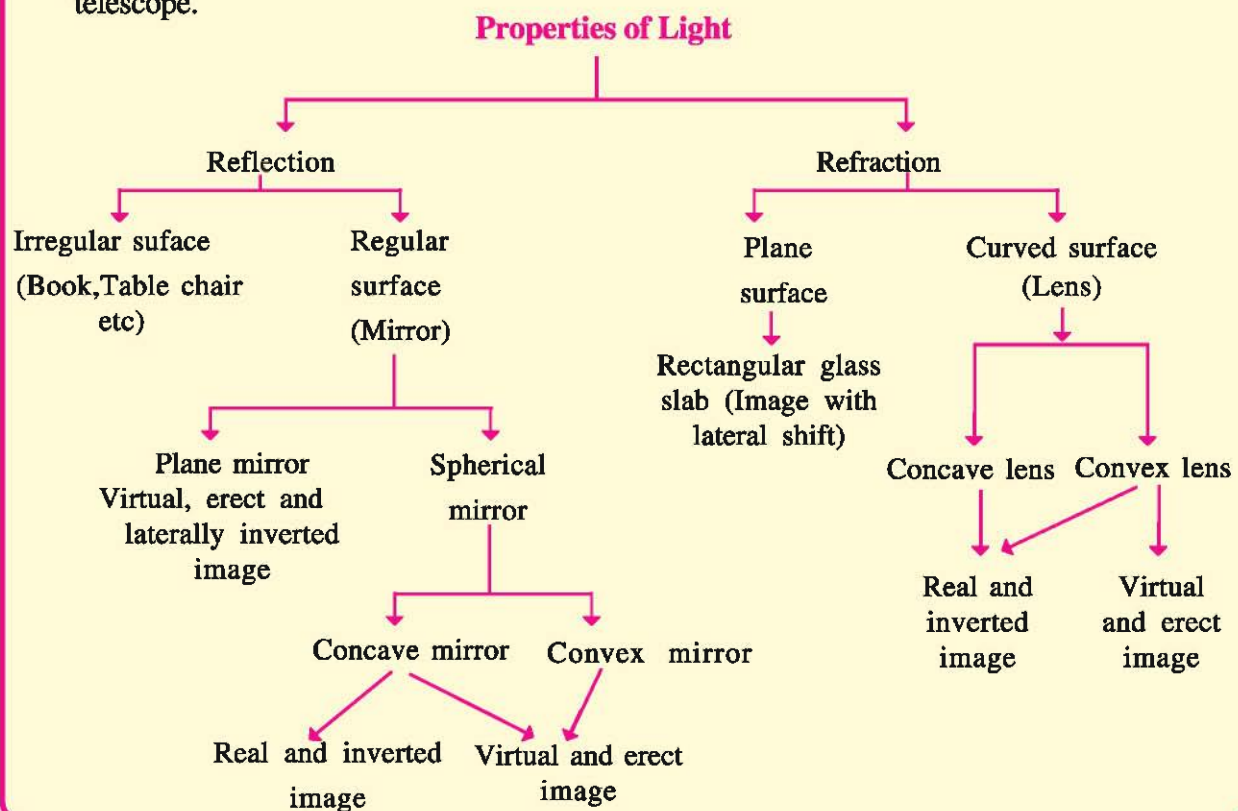 telescope.
Properties of Light
Reflection
Refraction
Irregular suface
(Book,Table chair
etc)
Regular
surface
(Mirror)
Plane
surface
Curved surface
(Lens)
Rectangular glass
slab (Image with
lateral shift)
Plane mirror
Virtual, erect and
laterally inverted
image
Spherical
mirror
Concave lens
Convex lens
Real and
inverted
image
Virtual
and erect
image
Concave mirror
Convex mirror
Real and inverted
image
Virtual and erect
image